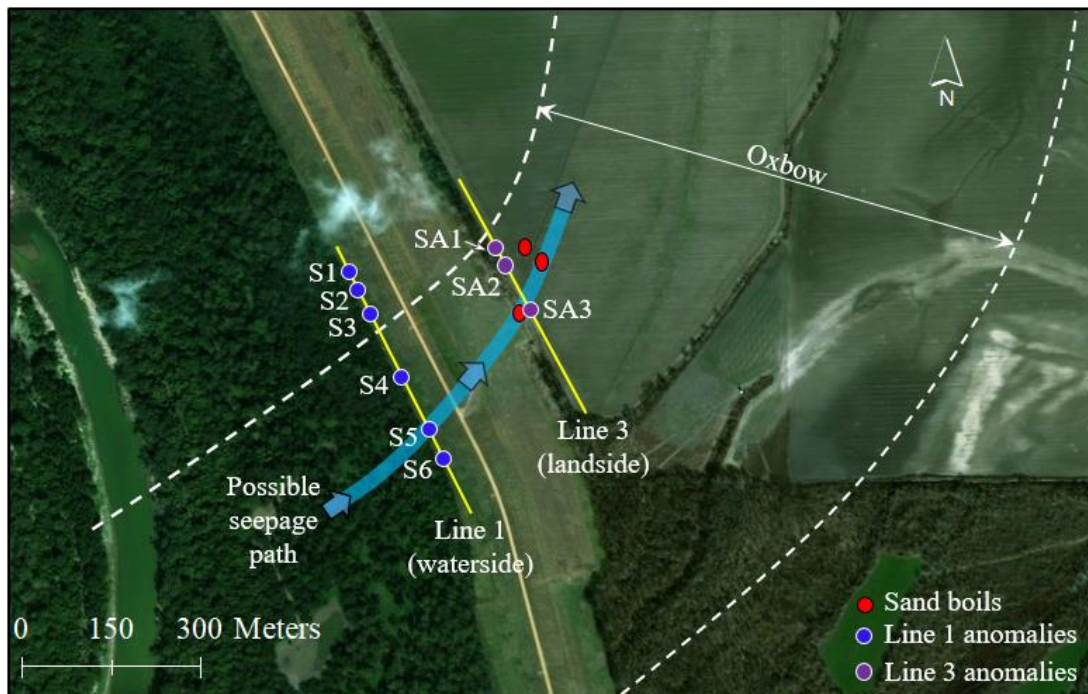 N
Oxbow
SA1
SA2
SA3
S1
S2
S3
S4
S5
S6
Line 3
(landside)
Possible
seepage
path
Line 1
(waterside)
0 150 300 Meters
Sand boils
Line 1 anomalies
Line 3 anomalies